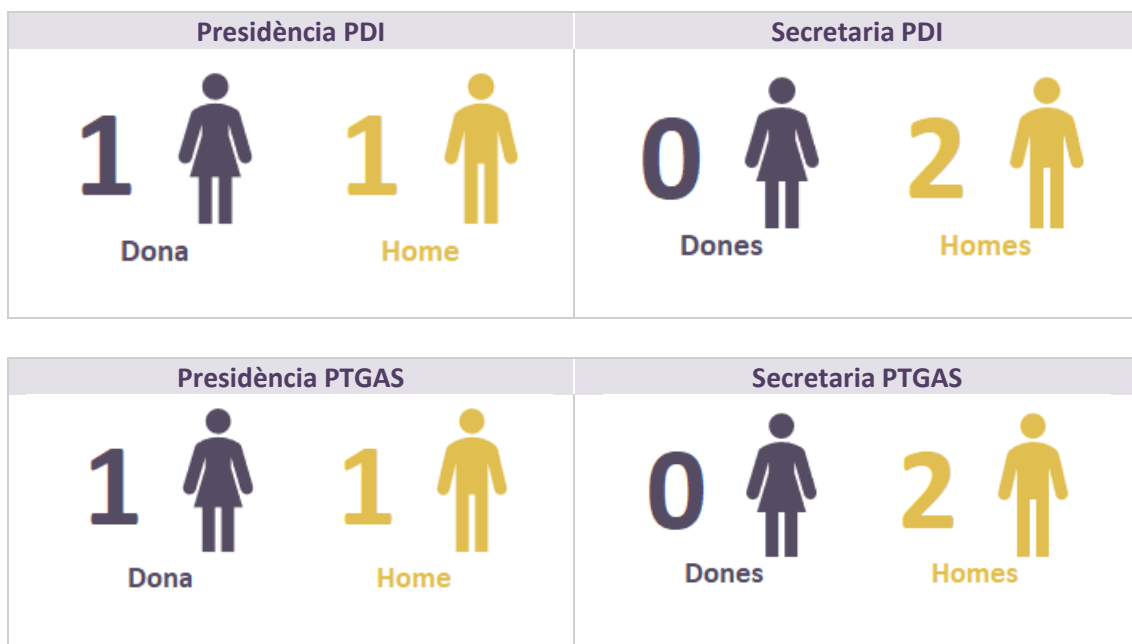 Presidència PDI
Secretaria PDI
1 1
Dona Home
0 2
Dones Homes
Presidència PTGAS
Secretaria PTGAS
1 1
Dona Home
0 2
Dones Homes